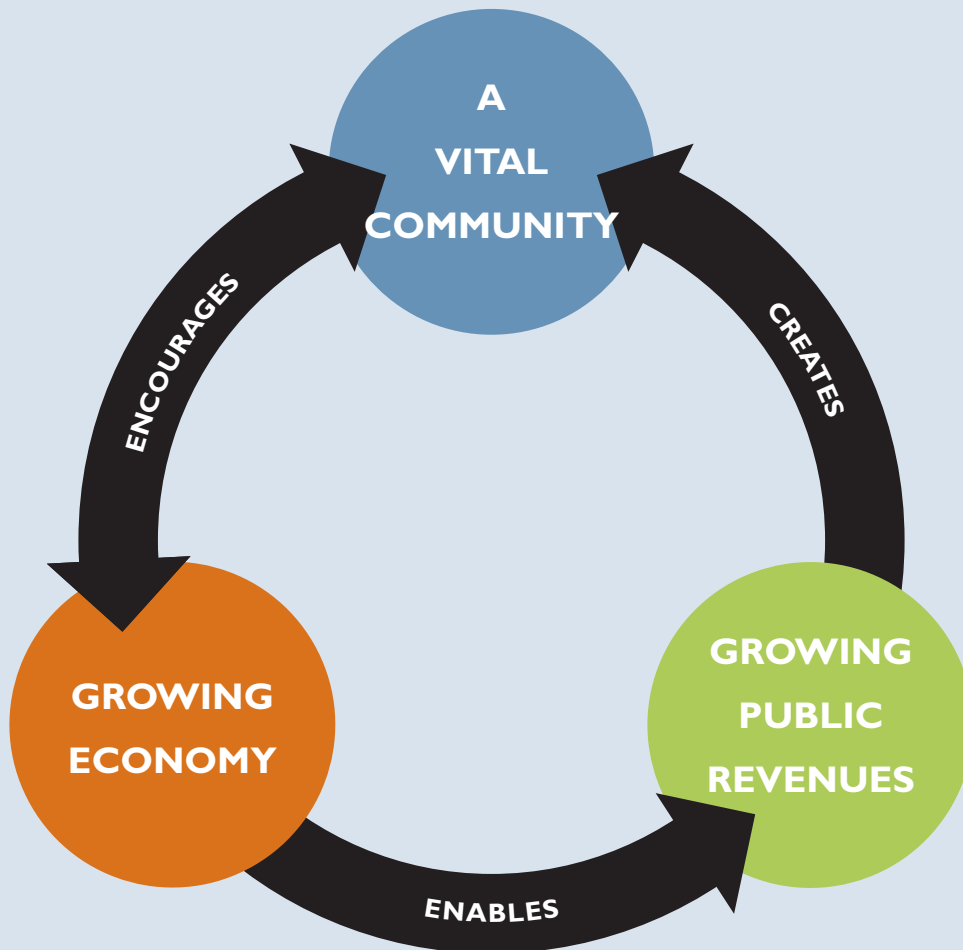 A
VITAL
COMMUNITY
ENCOURAGES
CREATES
GROWING
ECONOMY
GROWING
PUBLIC
REVENUES
ENABLES